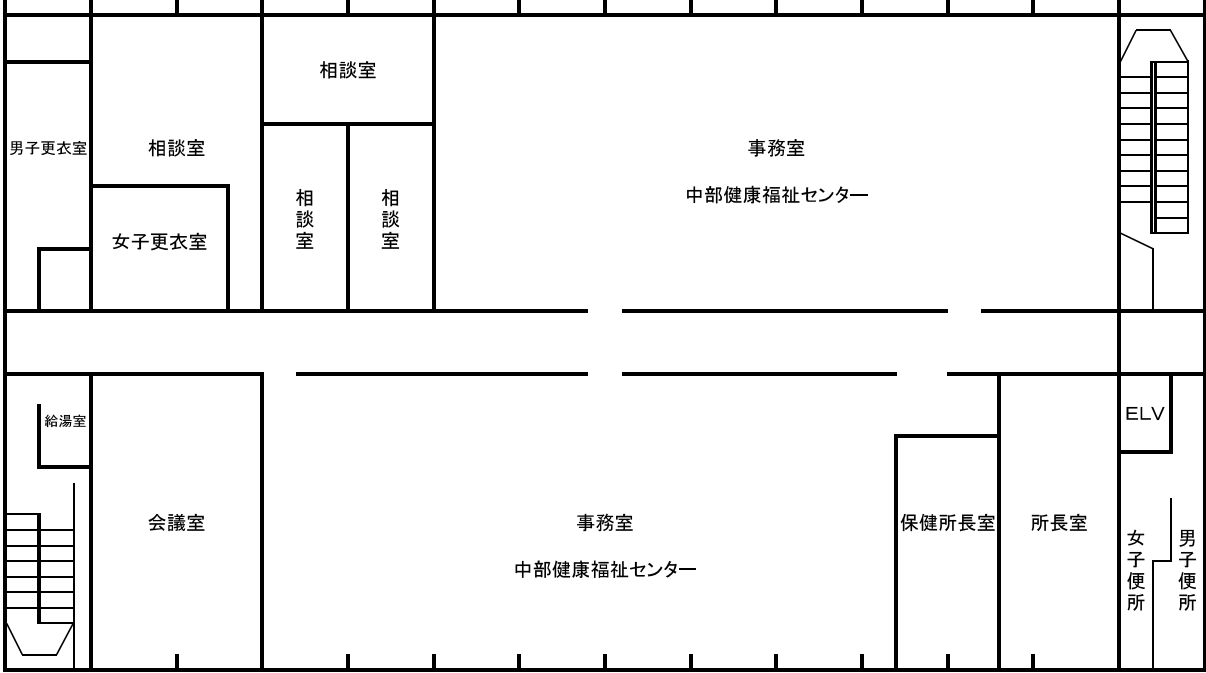 相談室
男子更衣室
相談室
女子更衣室
相談室
相談室
事務室
中部健康福祉センター
給湯室
会議室
事務室
中部健康福祉センター
保健所長室
所長室
ELV
女子便所
男子便所